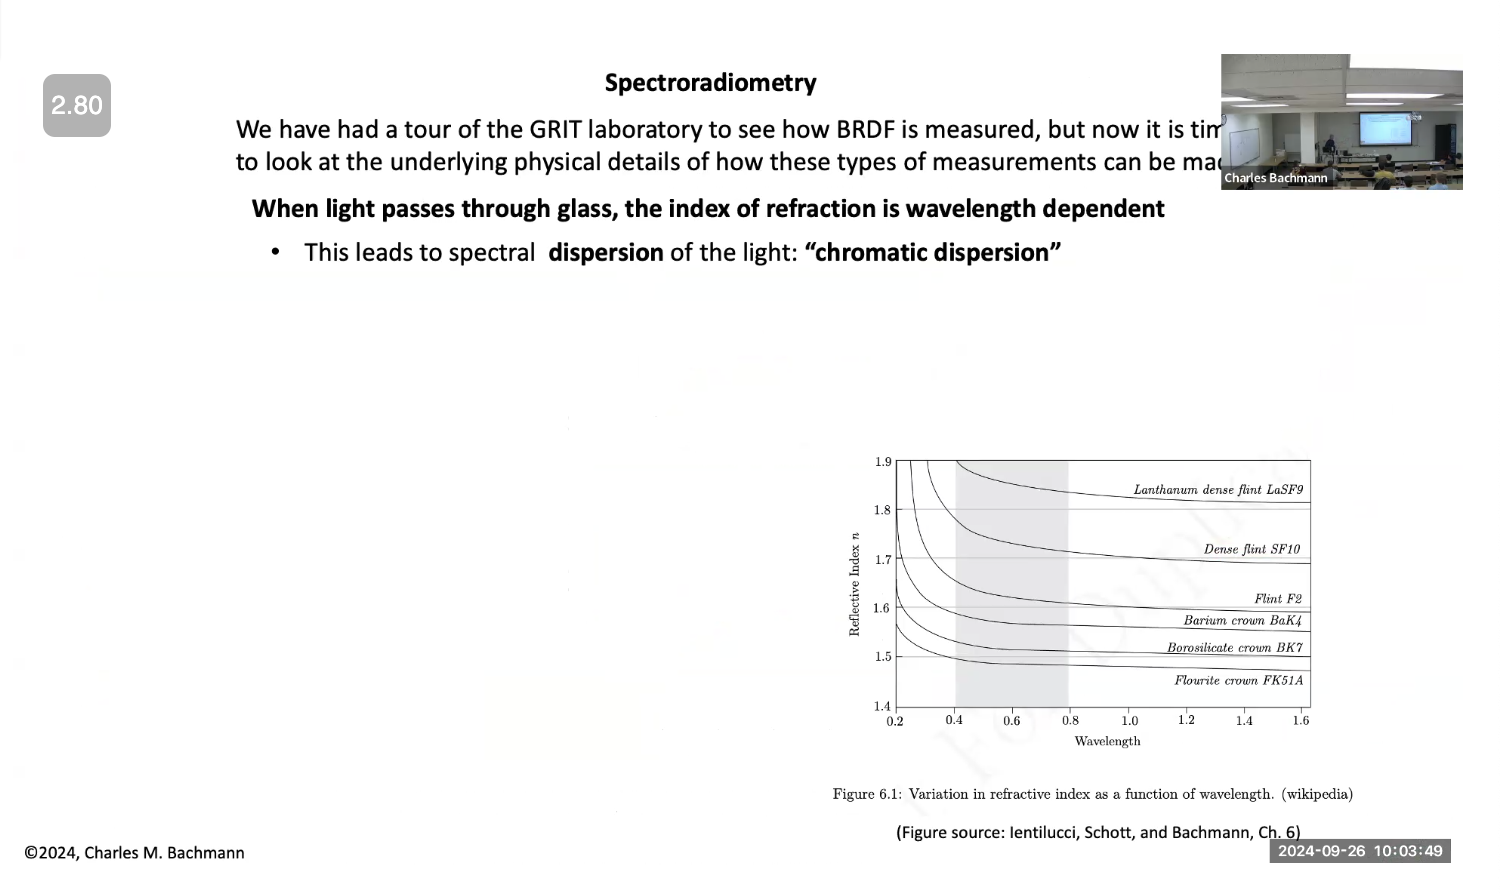 Spectroradiometry
2.80
We have had a tour of the GRIT laboratory to see how BRDF is measured, but now it is
to look at the underlying physical details of how these types of measurements can be
Charles Bachmann
When light passes through glass, the index of refraction is wavelength dependent
• This leads to spectral dispersion of the light: “chromatic dispersion”
1.9
1.8
1.7
1.6
1.5
1.4
Reflective Index n
Lanthanum dense flint LaSF9
Dense flint SF10
Flint F2
Barium crown BaK4
Borosilicate crown BK7
Flourite crown FK51A
0.2 0.4 0.6 0.8 1.0 1.2 1.4 1.6
Wavelength
Figure 6.1: Variation in refractive index as a function of wavelength. (wikipedia)
(Figure source: Ientilucci, Schott, and Bachmann, Ch. 6)
©2024, Charles M. Bachmann
2024-09-26 10:03:49